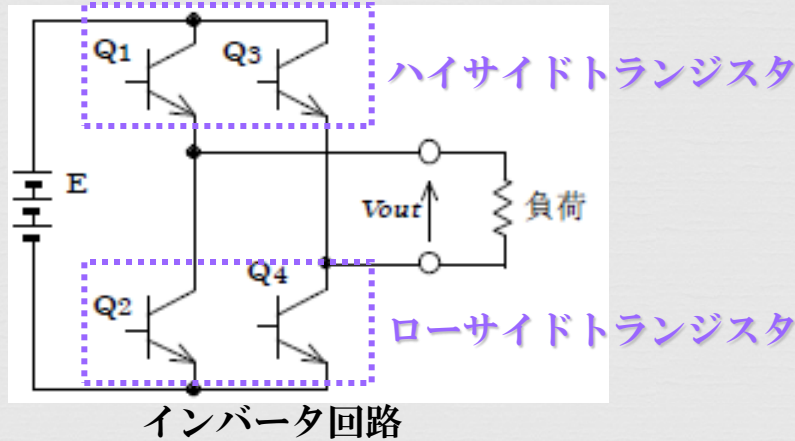 Q1
Q3
ハイサイドトランジスタ
E
Vout
負荷
Q4
Q2
ローサイドトランジスタ
インバータ回路